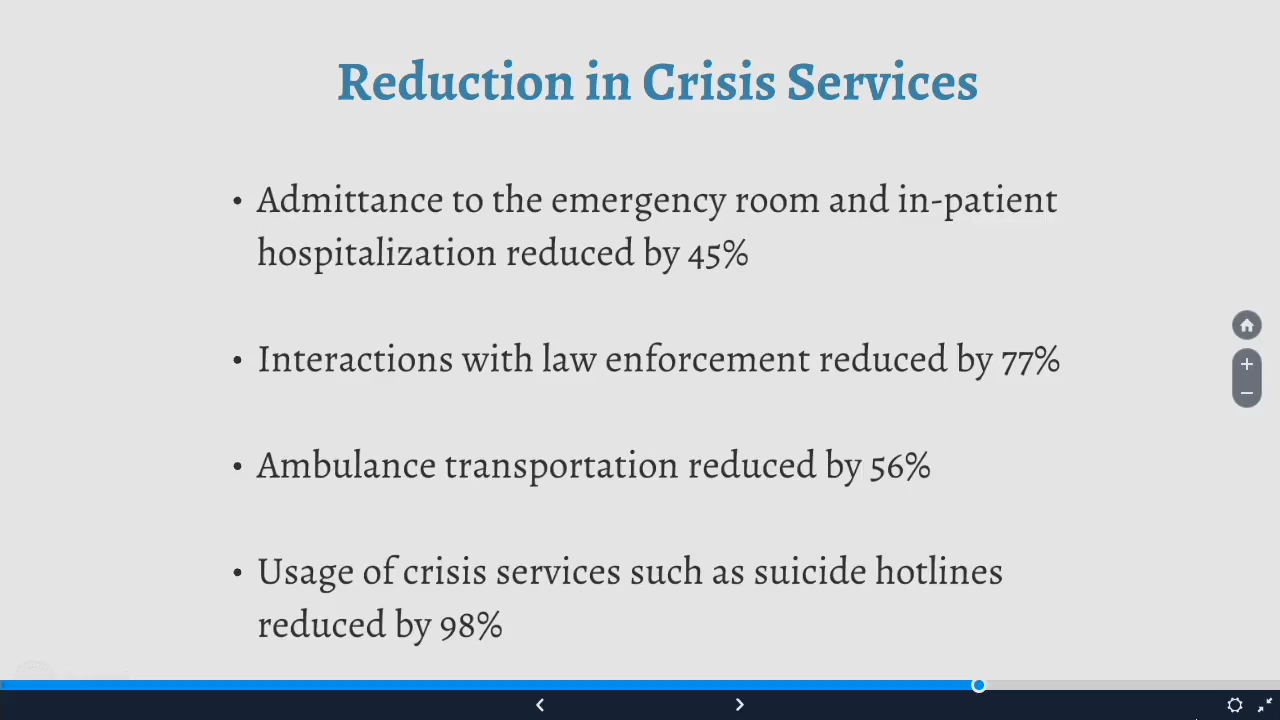 Reduction in Crisis Services
• Admittance to the emergency room and in-patient
hospitalization reduced by 45%
• Interactions with law enforcement reduced by 77%
• Ambulance transportation reduced by 56%
• Usage of crisis services such as suicide hotlines
reduced by 98%